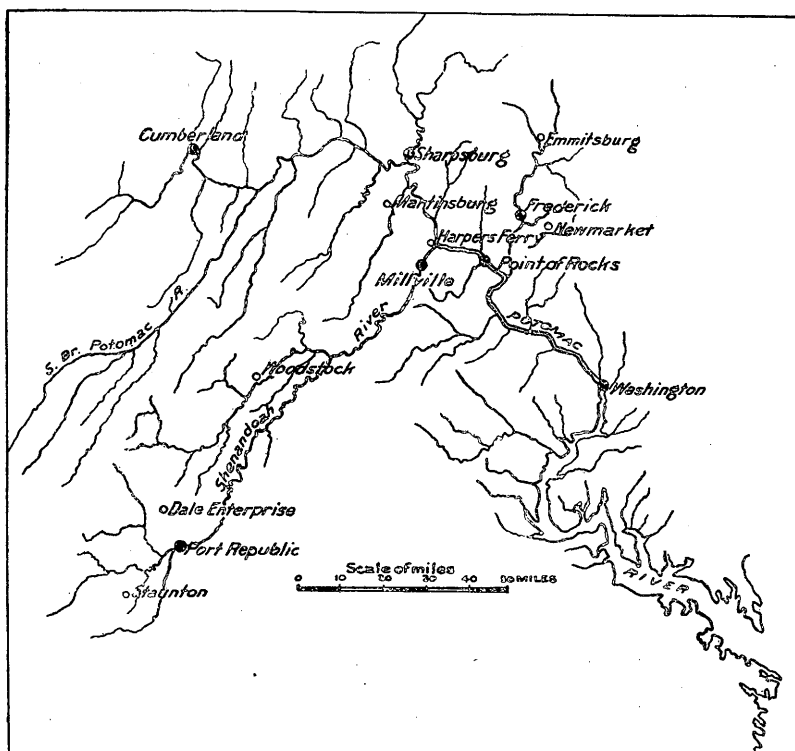 Cumberland
Emmitsburg
Sharpsburg
Martinsburg
Frederick
Newmarket
Harpers Ferry
Point of Rocks
Millville
S. Br. Potomac R.
River
POTOMAC
Woodstock
Washington
Shenandoah
Dale Enterprise
Port Republic
Scale of miles
0 10 20 30 40 50 MILES
RIVER
Staunton